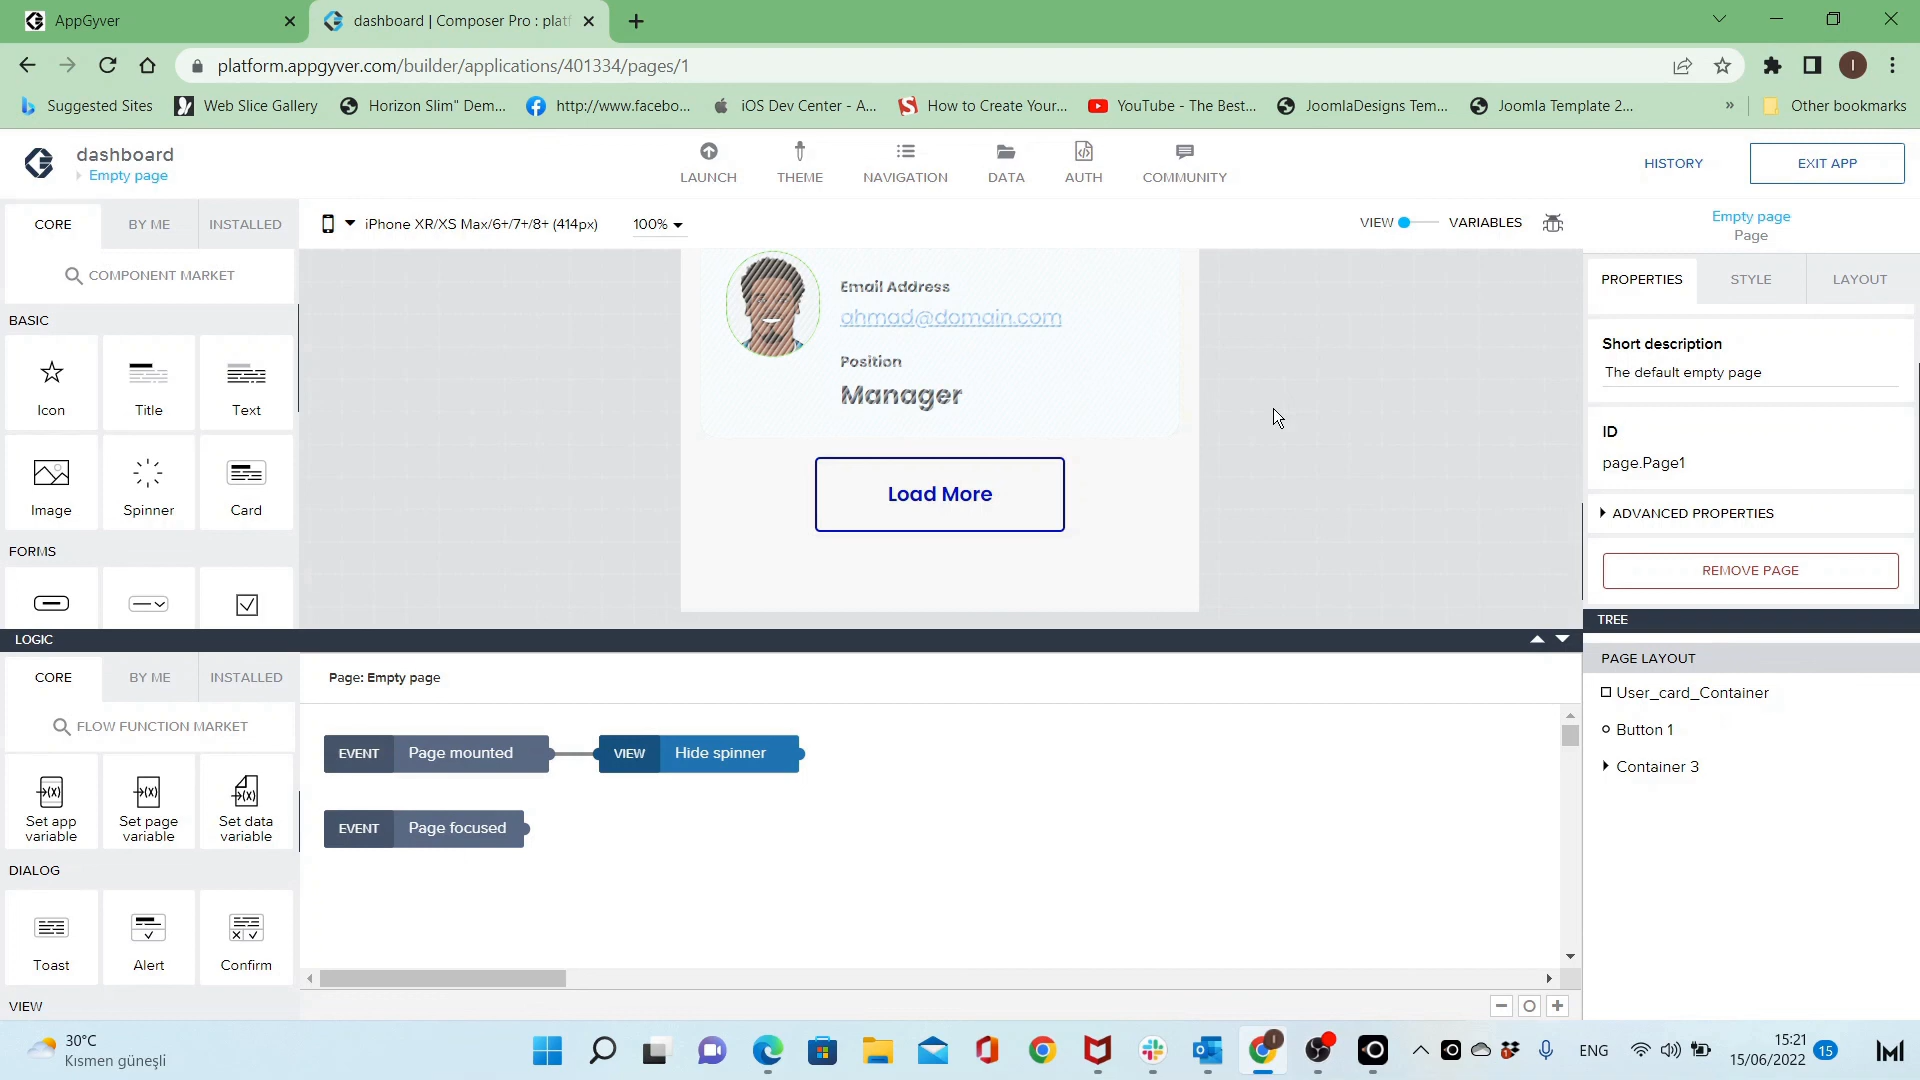 AppGyver
dashboard | Composer Pro : platf
platform.appgyver.com/builder/applications/401334/pages/1
I
Suggested Sites
Web Slice Gallery
Horizon Slim" Dem...
http://www.facebo...
iOS Dev Center - A...
How to Create Your...
YouTube - The Best...
JoomlaDesigns Tem...
Joomla Template 2...
»
Other bookmarks
dashboard
Empty page
LAUNCH
THEME
NAVIGATION
DATA
AUTH
COMMUNITY
HISTORY
EXIT APP
CORE
BY ME
INSTALLED
iPhone XR/XS Max/6+/7+/8+ (414px)
100%
VIEW
VARIABLES
Empty page
Page
COMPONENT MARKET
PROPERTIES
STYLE
LAYOUT
BASIC
Icon
Title
Text
Image
Spinner
Card
FORMS
Email Address
ahmad@domain.com
Position
Manager
Load More
Short description
The default empty page
ID
page.Page1
ADVANCED PROPERTIES
REMOVE PAGE
LOGIC
TREE
CORE
BY ME
INSTALLED
Page: Empty page
PAGE LAYOUT
User_card_Container
Button 1
Container 3
FLOW FUNCTION MARKET
EVENT Page mounted
VIEW Hide spinner
EVENT Page focused
Set app
variable
Set page
variable
Set data
variable
DIALOG
Toast
Alert
Confirm
VIEW
30°C
Kısmen güneşli
ENG
15:21
15/06/2022
15